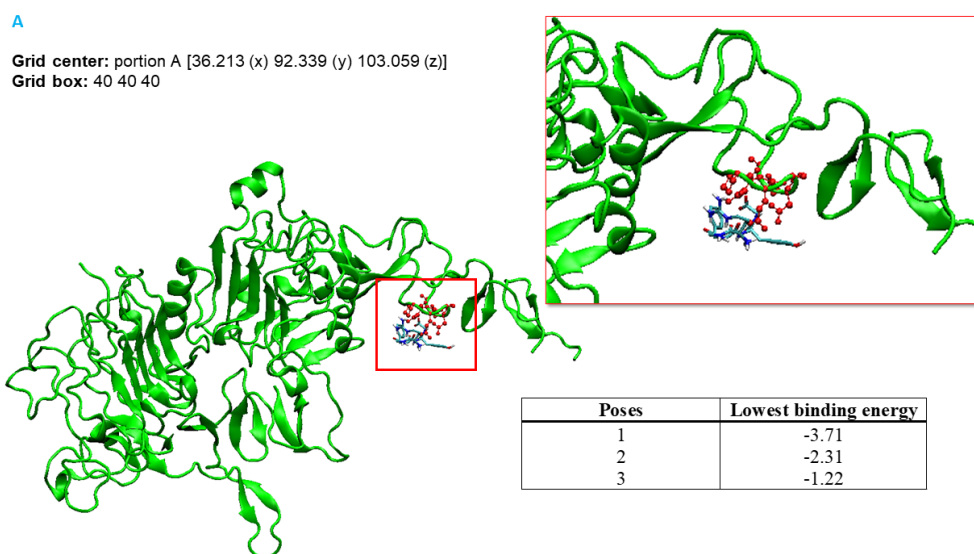 A
Grid center: portion A [36.213 (x) 92.339 (y) 103.059 (z)]
Grid box: 40 40 40
Poses Lowest binding energy
1 -3.71
2 -2.31
3 -1.22